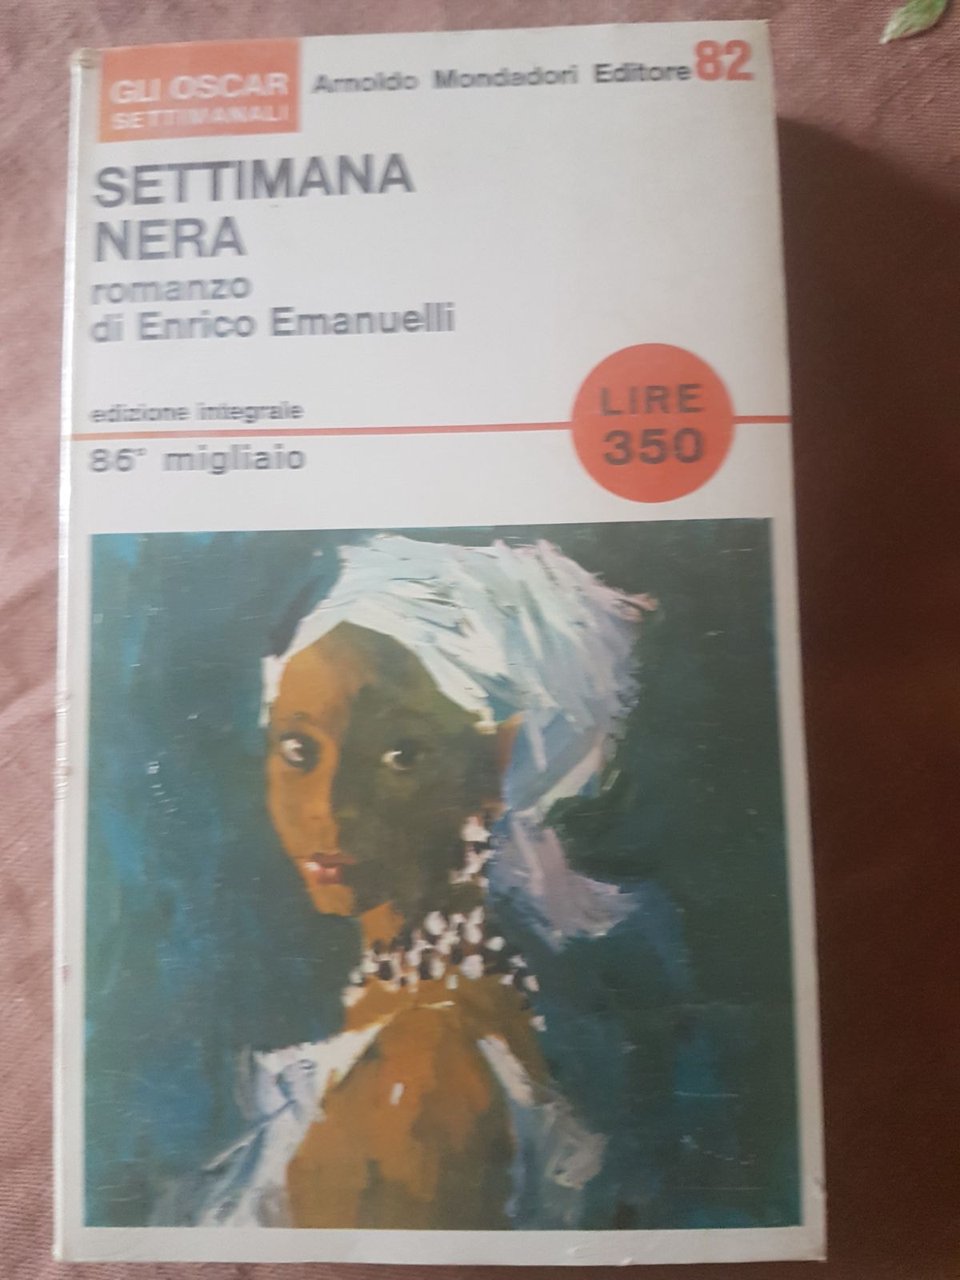 GLI OSCAR
SETTIMANALI
Arnoldo Mondadori Editore 82
SETTIMANA
NERA
romanzo
di Enrico Emanuelli
edizione integrale
86° migliaio
LIRE
350